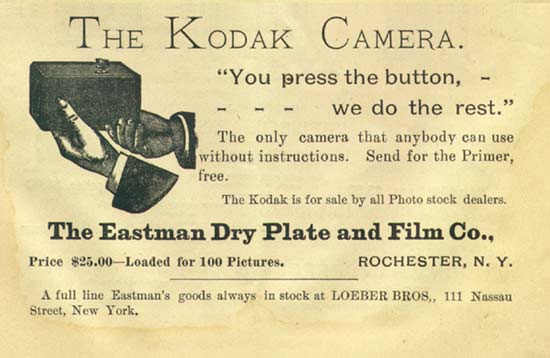 THE KODAK CAMERA.
"You press the button, -
- - - we do the rest."
The only camera that anybody can use
without instructions. Send for the Primer,
free.
The Kodak is for sale by all Photo stock dealers.
The Eastman Dry Plate and Film Co.,
Price $25.00—Loaded for 100 Pictures. ROCHESTER, N. Y.
A full line Eastman's goods always in stock at LOEBER BROS,, 111 Nassau
Street, New York.